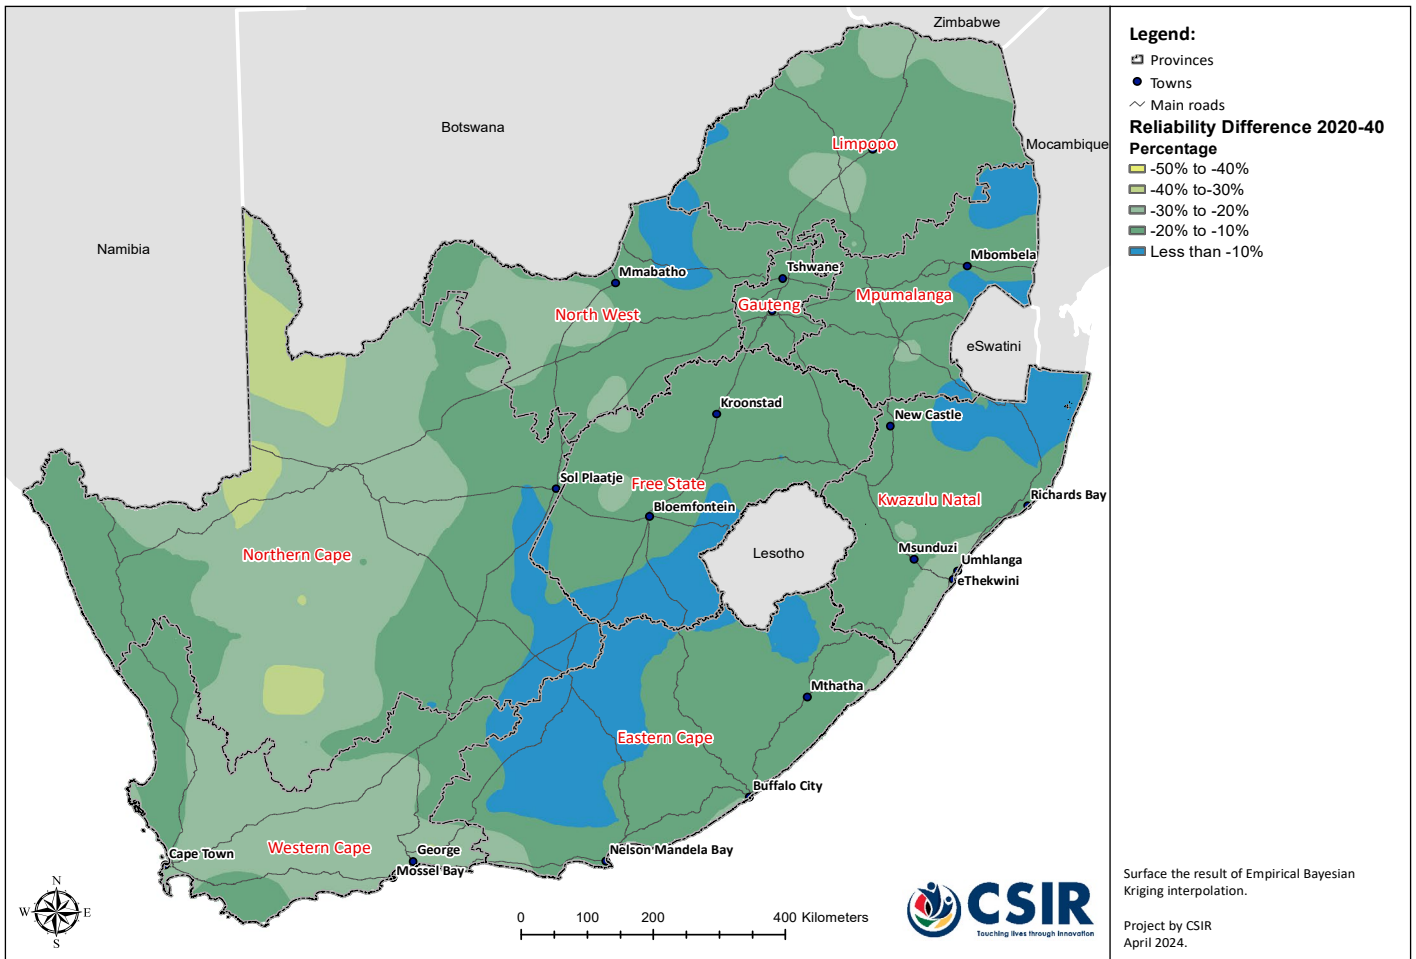 Zimbabwe
Botswana
Mocambique
Namibia
Limpopo
Mmabatho
Tshwane
Mbombela
North West
Gauteng
Mpumalanga
eSwatini
Kroonstad
New Castle
Sol Plaatje
Free State
Kwazulu Natal
Richards Bay
Bloemfontein
Northern Cape
Lesotho
Msunduzi
Umhlanga
eThekwini
Mthatha
Eastern Cape
Buffalo City
Western Cape
Cape Town
George
Mossel Bay
Nelson Mandela Bay
N
W
E
S
0
100
200
400 Kilometers
CSIR
Touching lives through innovation
Legend:
Provinces
Towns
Main roads
Reliability Difference 2020-40
Percentage
-50% to -40%
-40% to-30%
-30% to -20%
-20% to -10%
Less than -10%
Surface the result of Empirical Bayesian
Kriging interpolation.
Project by CSIR
April 2024.